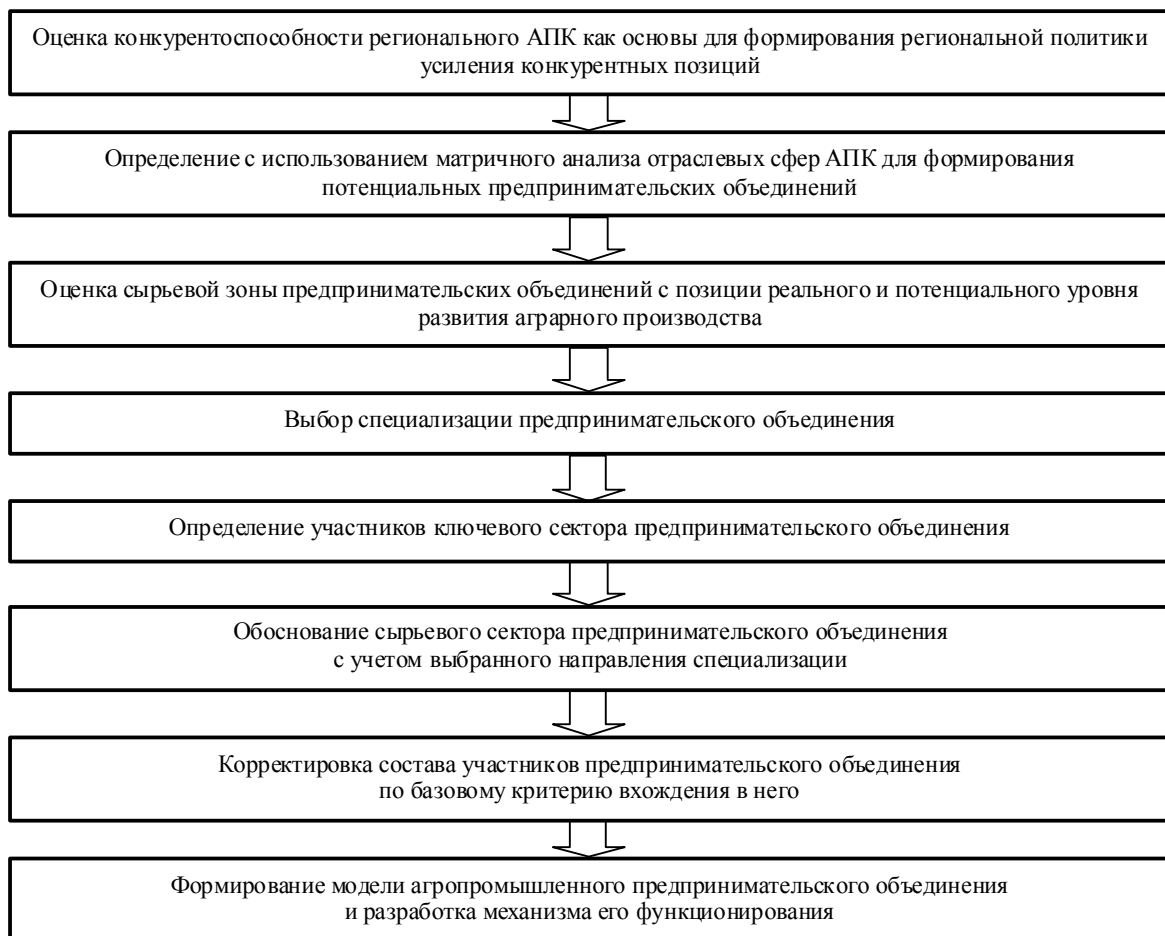 Оценка конкурентоспособности регионального АПК как основы для формирования региональной политики
усиления конкурентных позиций
Определение с использованием матричного анализа отраслевых сфер АПК для формирования
потенциальных предпринимательских объединений
Оценка сырьевой зоны предпринимательских объединений с позиции реального и потенциального уровня
развития аграрного производства
Выбор специализации предпринимательского объединения
Определение участников ключевого сектора предпринимательского объединения
Обоснование сырьевого сектора предпринимательского объединения
с учетом выбранного направления специализации
Корректировка состава участников предпринимательского объединения
по базовому критерию вхождения в него
Формирование модели агропромышленного предпринимательского объединения
и разработка механизма его функционирования